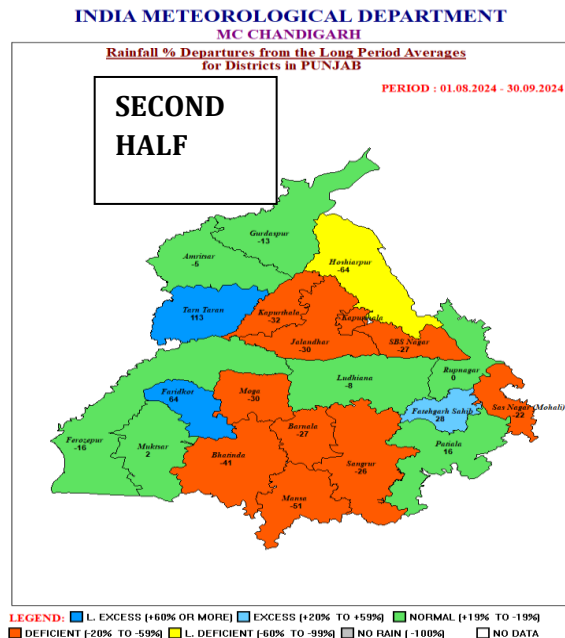 INDIA METEOROLOGICAL DEPARTMENT
MC CHANDIGARH
Rainfall % Departures from the Long Period Averages
for Districts in PUNJAB
PERIOD : 01.08.2024 - 30.09.2024
SECOND
HALF
Gurdaspur
-13
Amritsar
-5
Hoshiarpur
-64
Tarn Taran
113
Kapurthala
-32
Kapurthala
Jalandhar
-30
SBS Nagar
-27
Rupnagar
0
Ludhiana
-8
Moga
-30
Faridkot
64
Fatehgarh Sahib
28
Sas Nagar (Mohali)
-22
Ferozepur
-16
Muktsar
2
Barnala
-27
Patiala
16
Bhatinda
-41
Sangrur
-26
Mansa
-51
LEGEND: L. EXCESS (+60% OR MORE) EXCESS (+20% TO +59%) NORMAL (+19% TO -19%)
DEFICIENT (-20% TO -59%) L. DEFICIENT (-60% TO -99%) NO RAIN (-100%) NO DATA